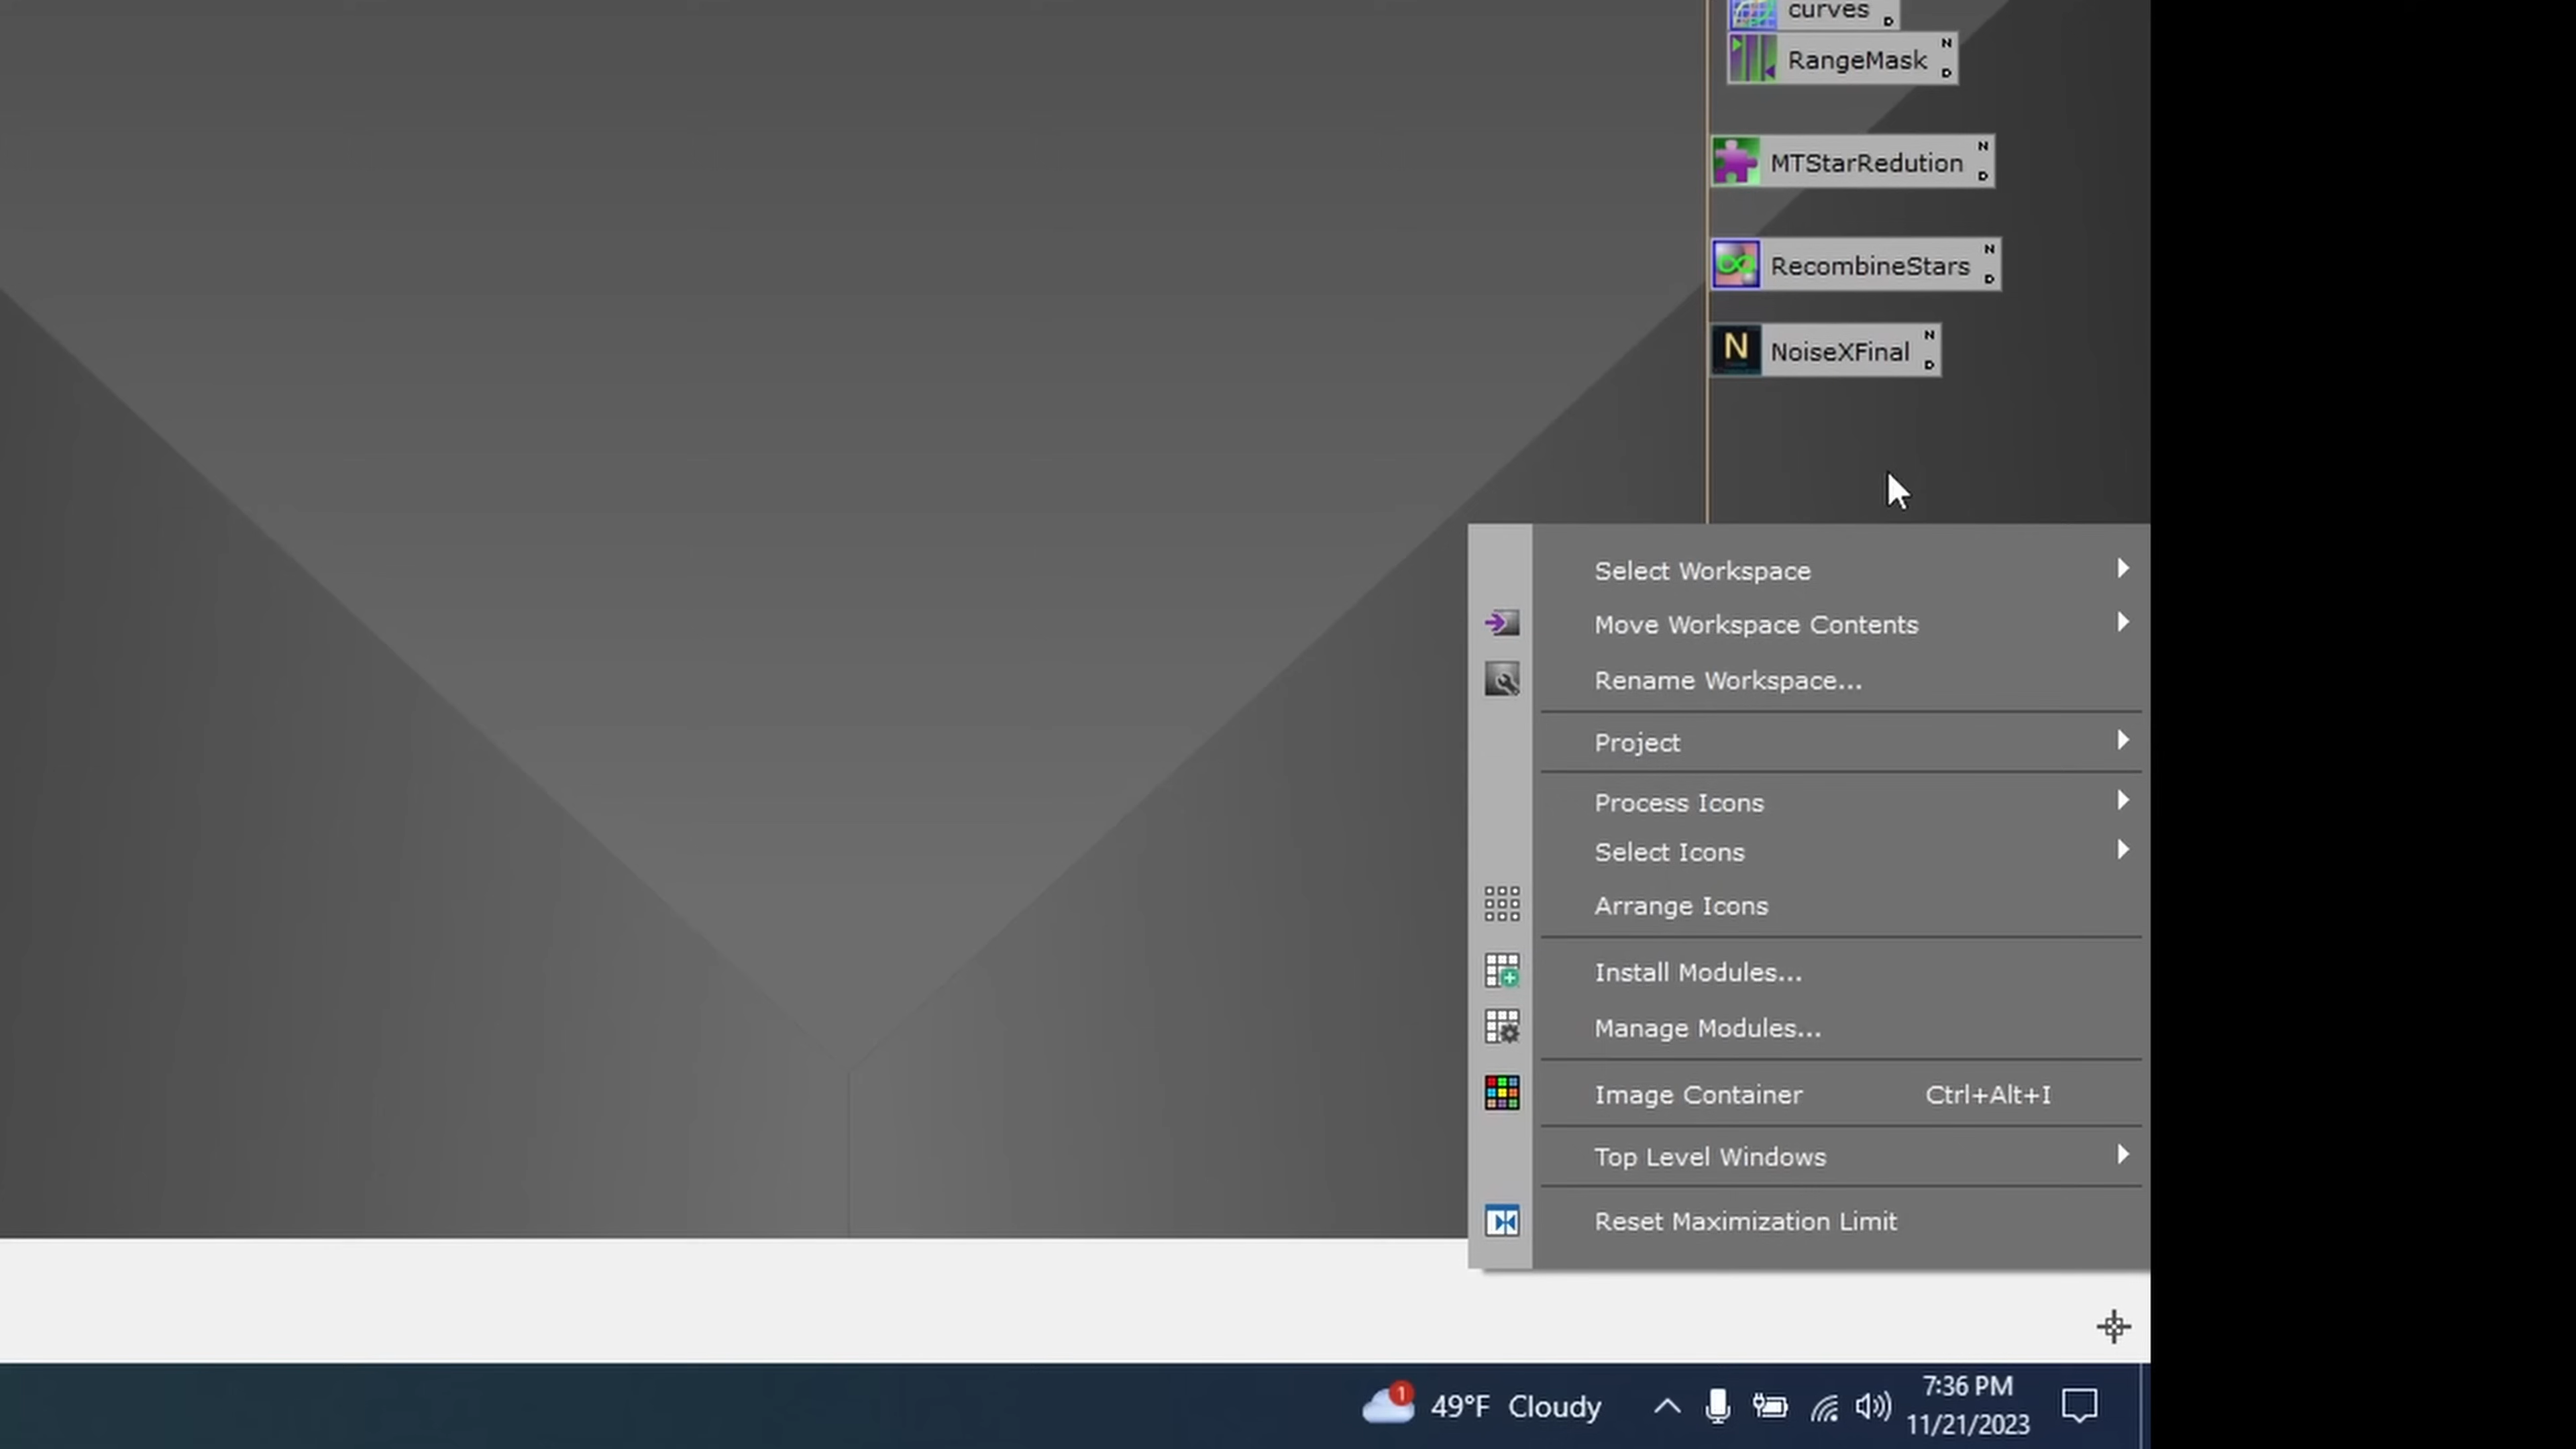 curves D
RangeMask N D
MTStarRedution N D
RecombineStars N D
N NoiseXFinal N D
Select Workspace
Move Workspace Contents
Rename Workspace...
Project
Process Icons
Select Icons
Arrange Icons
Install Modules...
Manage Modules...
Image Container Ctrl+Alt+I
Top Level Windows
Reset Maximization Limit
1 49°F Cloudy
7:36 PM
11/21/2023